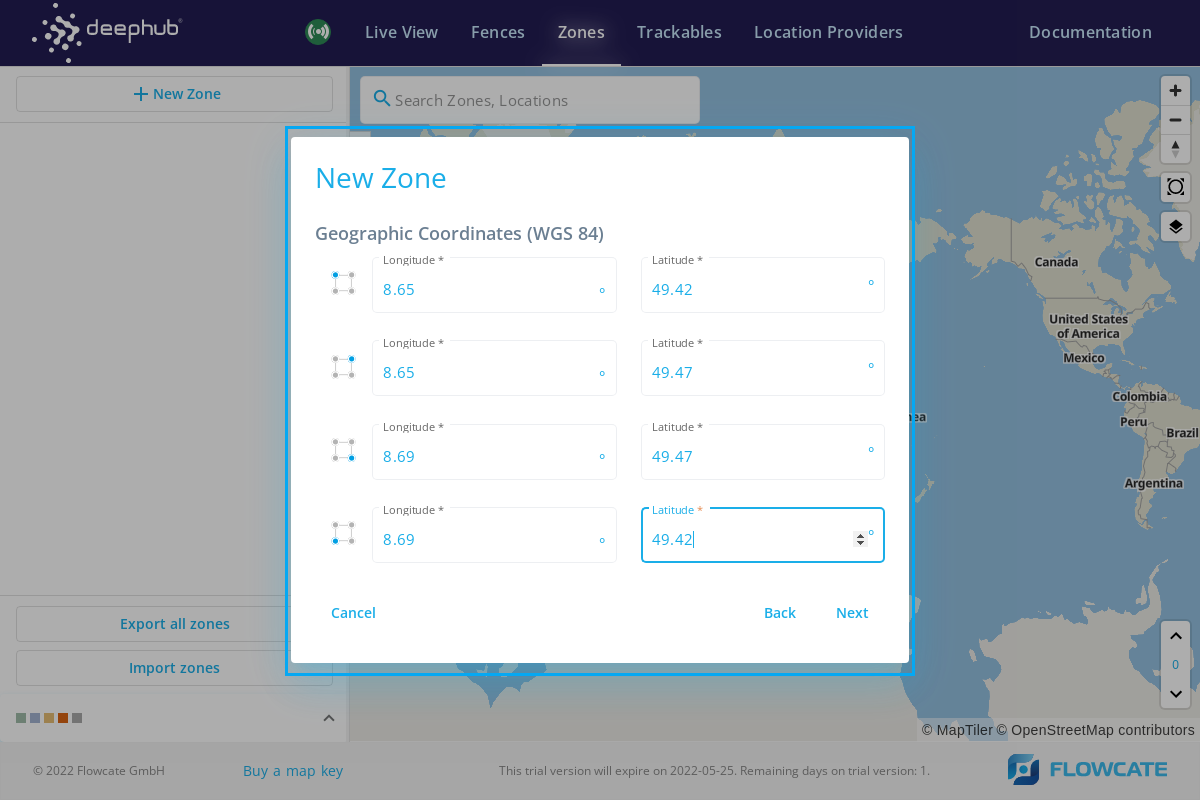 deephub®
Live View
Fences
Zones
Trackables
Location Providers
Documentation
New Zone
Search Zones, Locations
New Zone
Geographic Coordinates (WGS 84)
Longitude *
8.65 °
Latitude *
49.42 °
Longitude *
8.65 °
Latitude *
49.47 °
Longitude *
8.69 °
Latitude *
49.47 °
Longitude *
8.69 °
Latitude *
49.42 °
Cancel
Back
Next
Canada
United States
of America
Mexico
Colombia
Peru
Brazil
Argentina
Export all zones
Import zones
0
© MapTiler © OpenStreetMap contributors
© 2022 Flowcate GmbH
Buy a map key
This trial version will expire on 2022-05-25. Remaining days on trial version: 1.
FLOWCATE